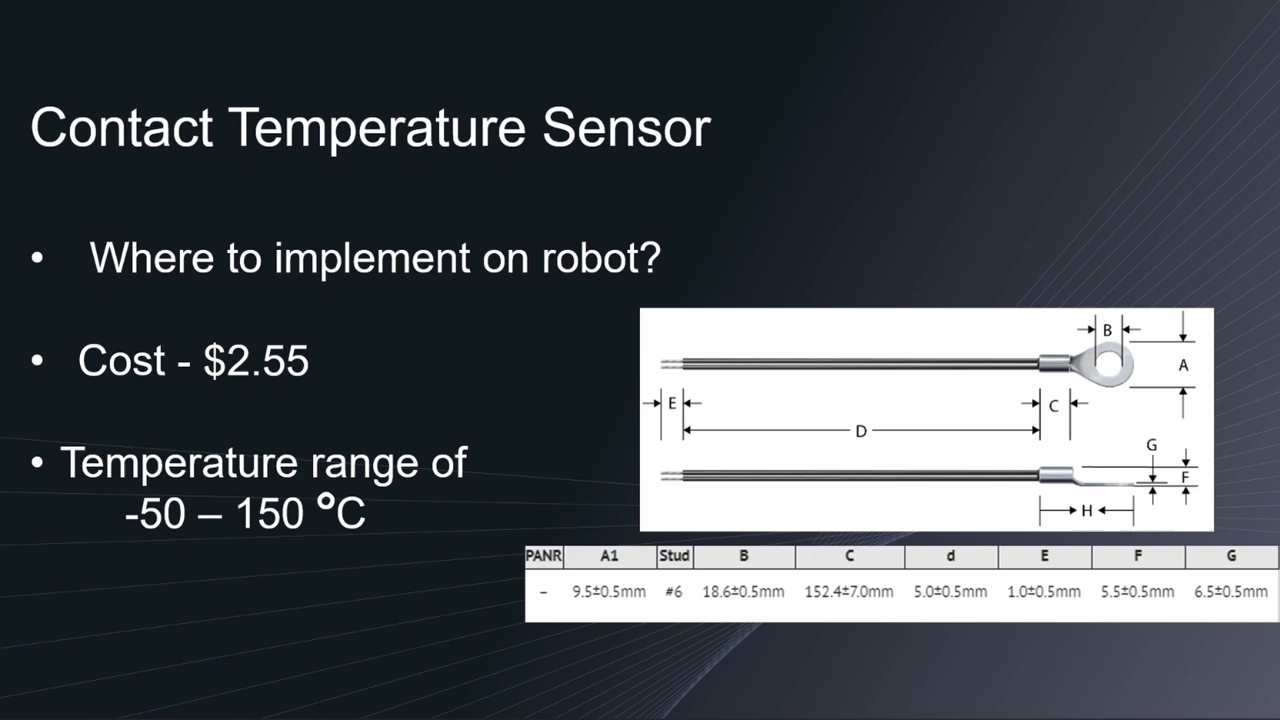 Contact Temperature Sensor
• Where to implement on robot?
• Cost - $2.55
• Temperature range of
-50 – 150 °C
B
A
E
C
D
G
F
H
PANR A1 Stud B C d E F G
– 9.5±0.5mm #6 18.6±0.5mm 152.4±7.0mm 5.0±0.5mm 1.0±0.5mm 5.5±0.5mm 6.5±0.5mm